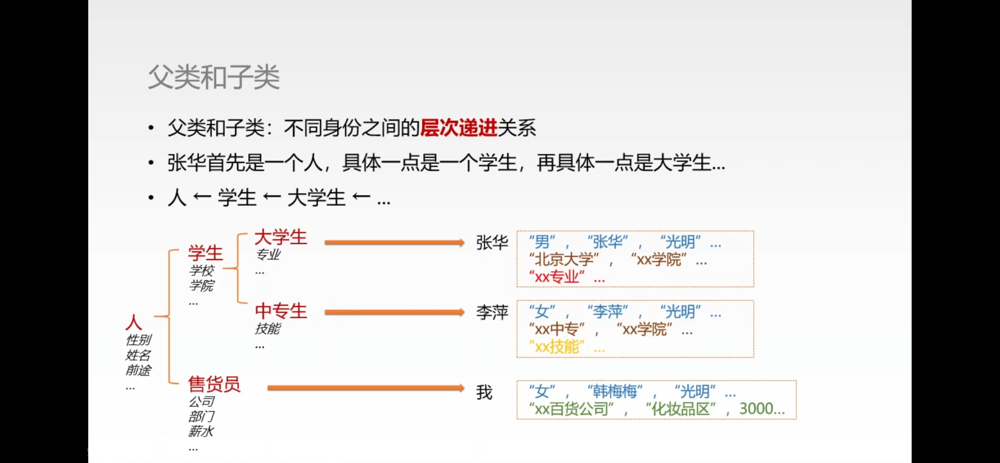 父类和子类
• 父类和子类：不同身份之间的层次递进关系
• 张华首先是一个人，具体一点是一个学生，再具体一点是大学生...
• 人 ← 学生 ← 大学生 ← ...
人
性别
姓名
前途
...
学生
学校
学院
...
大学生
专业
...
中专生
技能
...
售货员
公司
部门
薪水
...
张华
“男”， “张华”， “光明”...
“北京大学”， “xx学院”...
“xx专业”...
李萍
“女”， “李萍”， “光明”...
“xx中专”， “xx学院”...
“xx技能”...
我
“女”， “韩梅梅”， “光明”...
“xx百货公司”， “化妆品区”，3000...